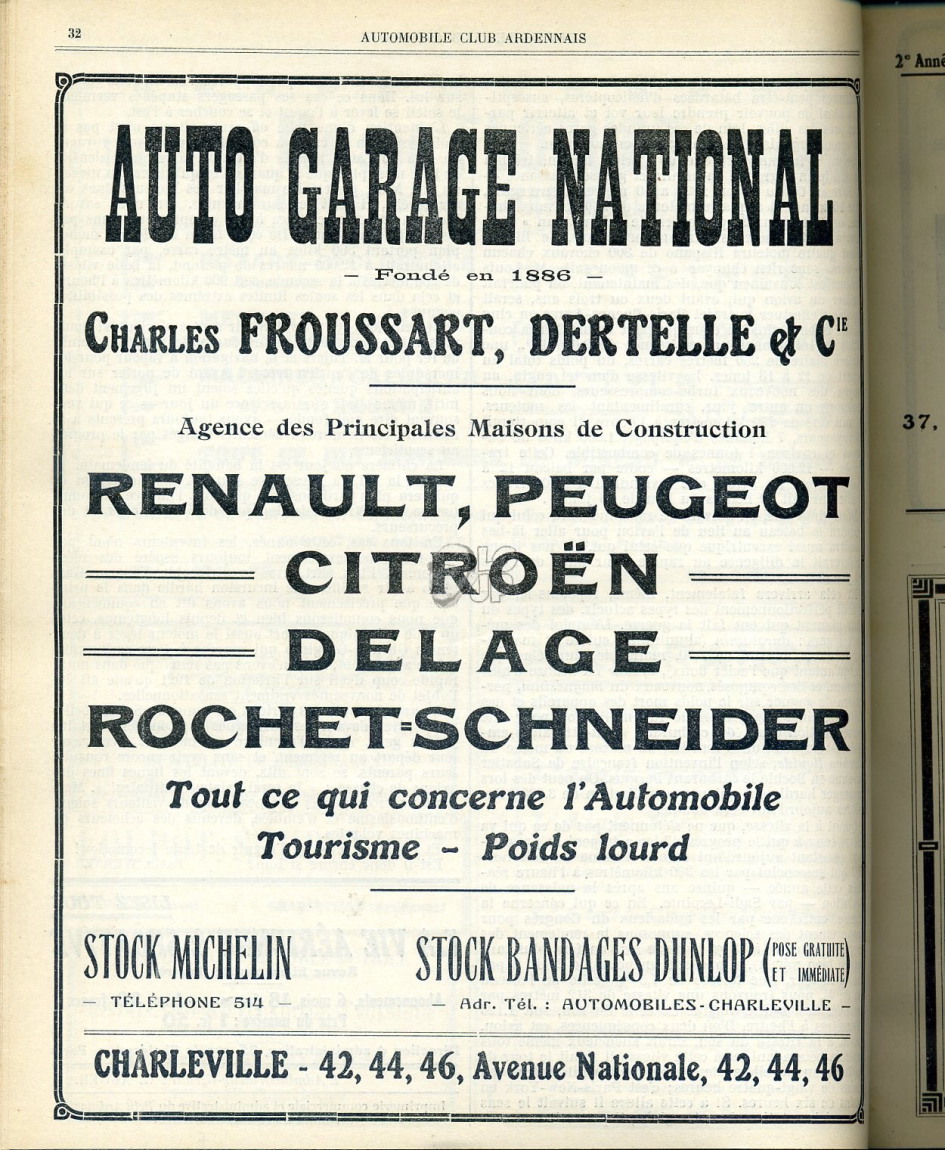 32
AUTOMOBILE CLUB ARDENNAIS
AUTO GARAGE NATIONAL
— Fondé en 1886 —
CHARLES FROUSSART, DERTELLE & CIE
Agence des Principales Maisons de Construction
RENAULT, PEUGEOT
CITROËN
DELAGE
ROCHET-SCHNEIDER
Tout ce qui concerne l'Automobile
Tourisme - Poids lourd
STOCK MICHELIN
— TÉLÉPHONE 514 —
STOCK BANDAGES DUNLOP (POSE GRATUITE ET IMMÉDIATE)
— Adr. Tél. : AUTOMOBILES-CHARLEVILLE —
CHARLEVILLE - 42, 44, 46, Avenue Nationale, 42, 44, 46
2e Anné
37,